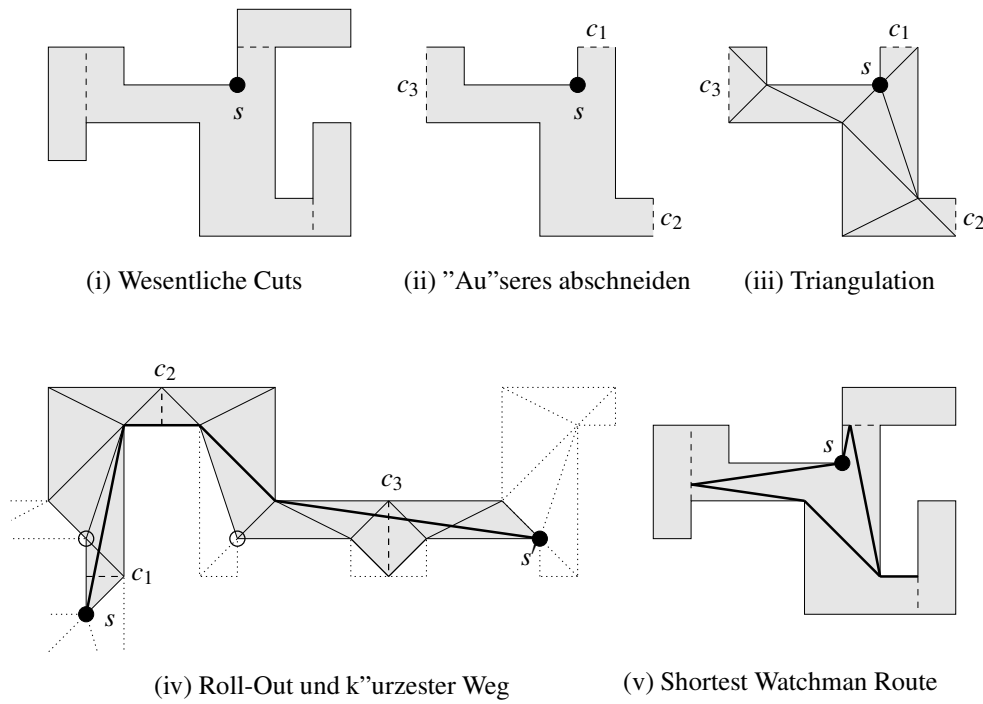 s
(i) Wesentliche Cuts
c1
c3
s
c2
(ii) ”Au”seres abschneiden
c1
c3
s
c2
(iii) Triangulation
c2
c3
c1
s
s'
(iv) Roll-Out und k”urzester Weg
s
(v) Shortest Watchman Route